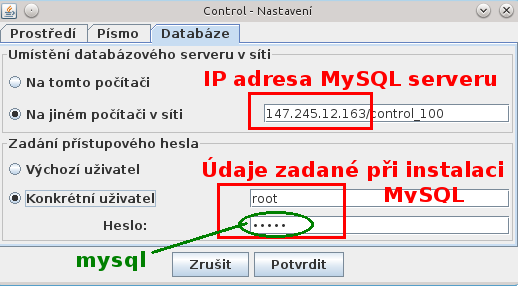 Control - Nastavení
Prostředí Písmo Databáze
Umístění databázového serveru v síti
Na tomto počítači
IP adresa MySQL serveru
Na jiném počítači v síti 147.245.12.163/control_100
Zadání přístupového hesla
Výchozí uživatel
Údaje zadané při instalaci
MySQL
Konkrétní uživatel root
Heslo: •••••
mysql
Zrušit Potvrdit